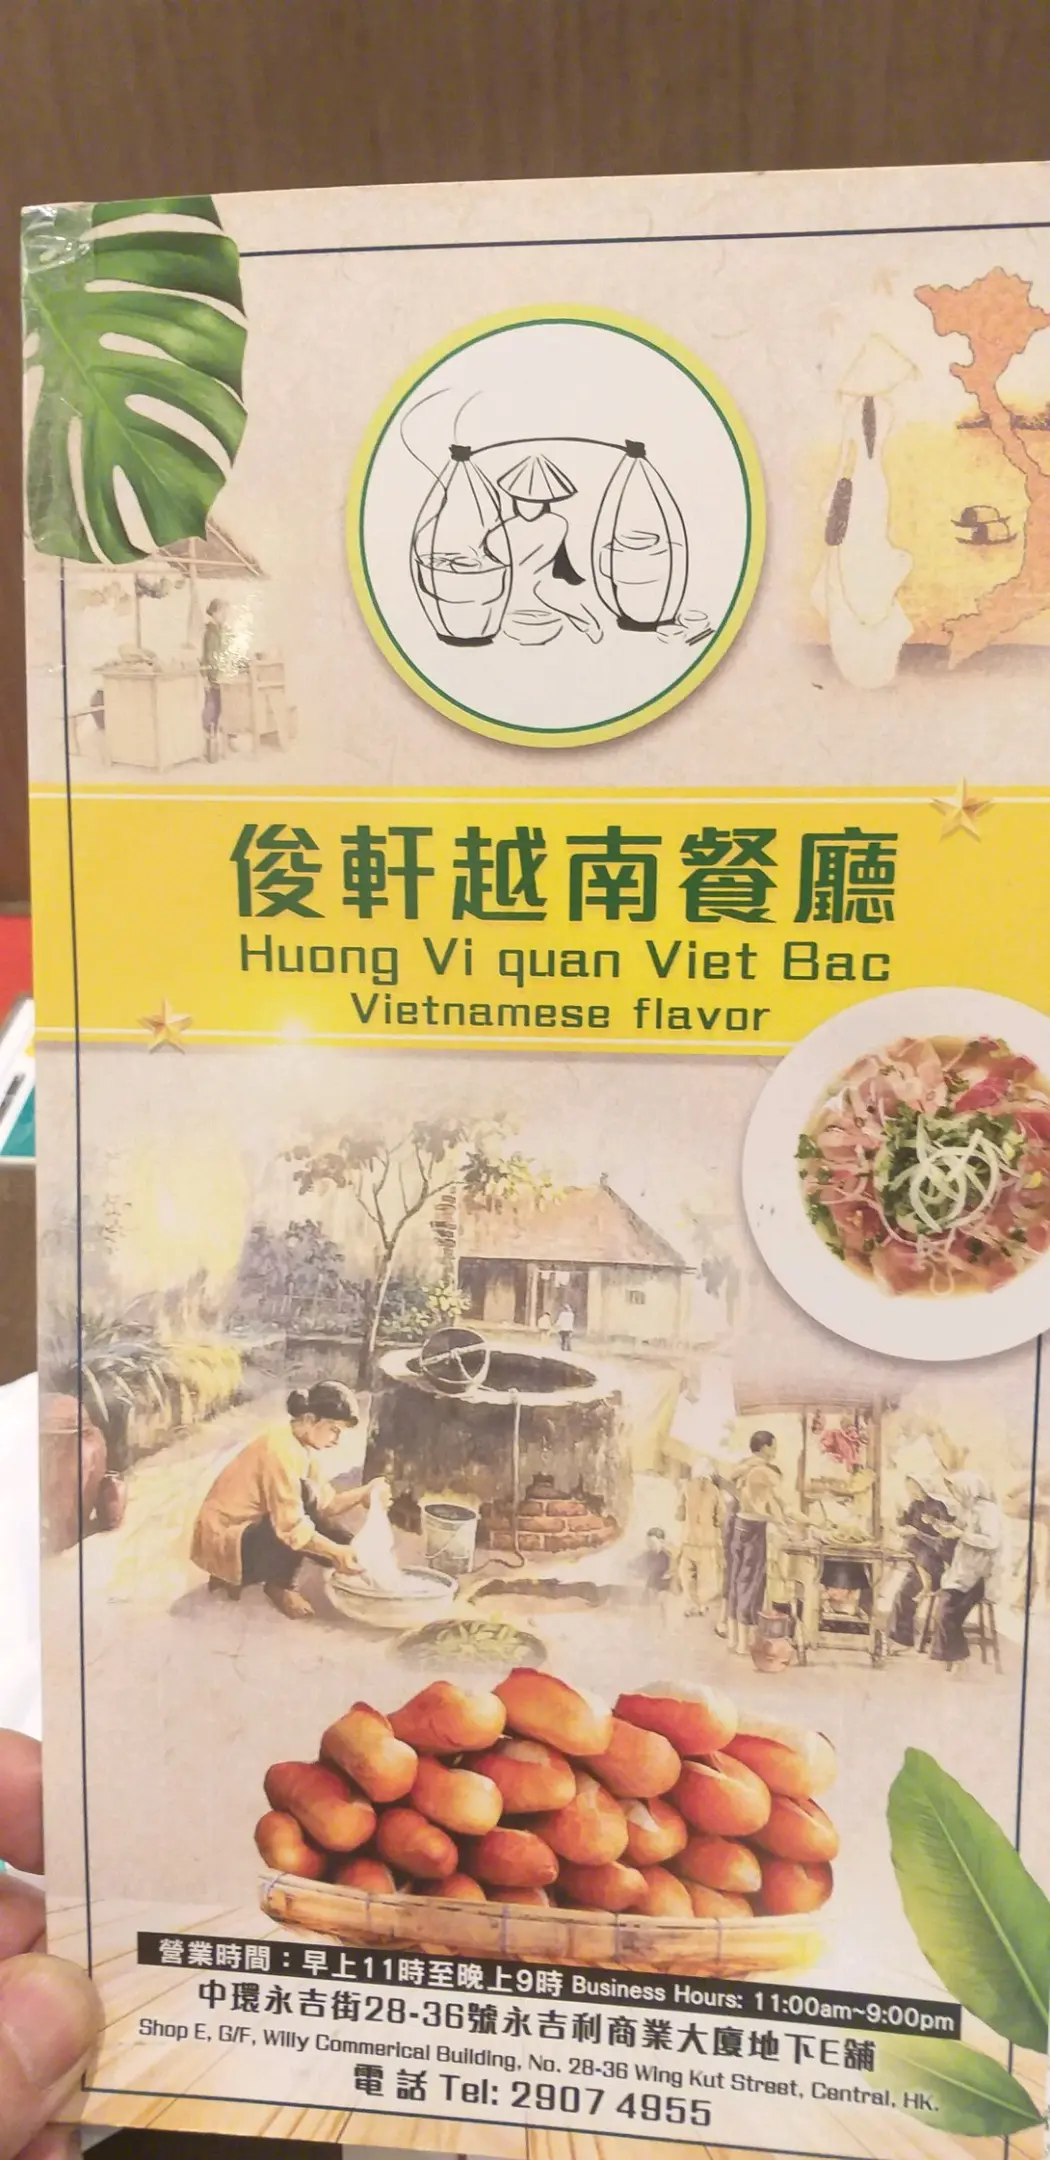 俊軒越南餐廳
Huong Vi quan Viet Bac
Vietnamese flavor
營業時間：早上11時至晚上9時 Business Hours: 11:00am~9:00pm
中環永吉街28-36號永吉利商業大廈地下E舖
Shop E, G/F, Willy Commerical Building, No. 28-36 Wing Kut Street, Central, HK.
電話 Tel: 2907 4955